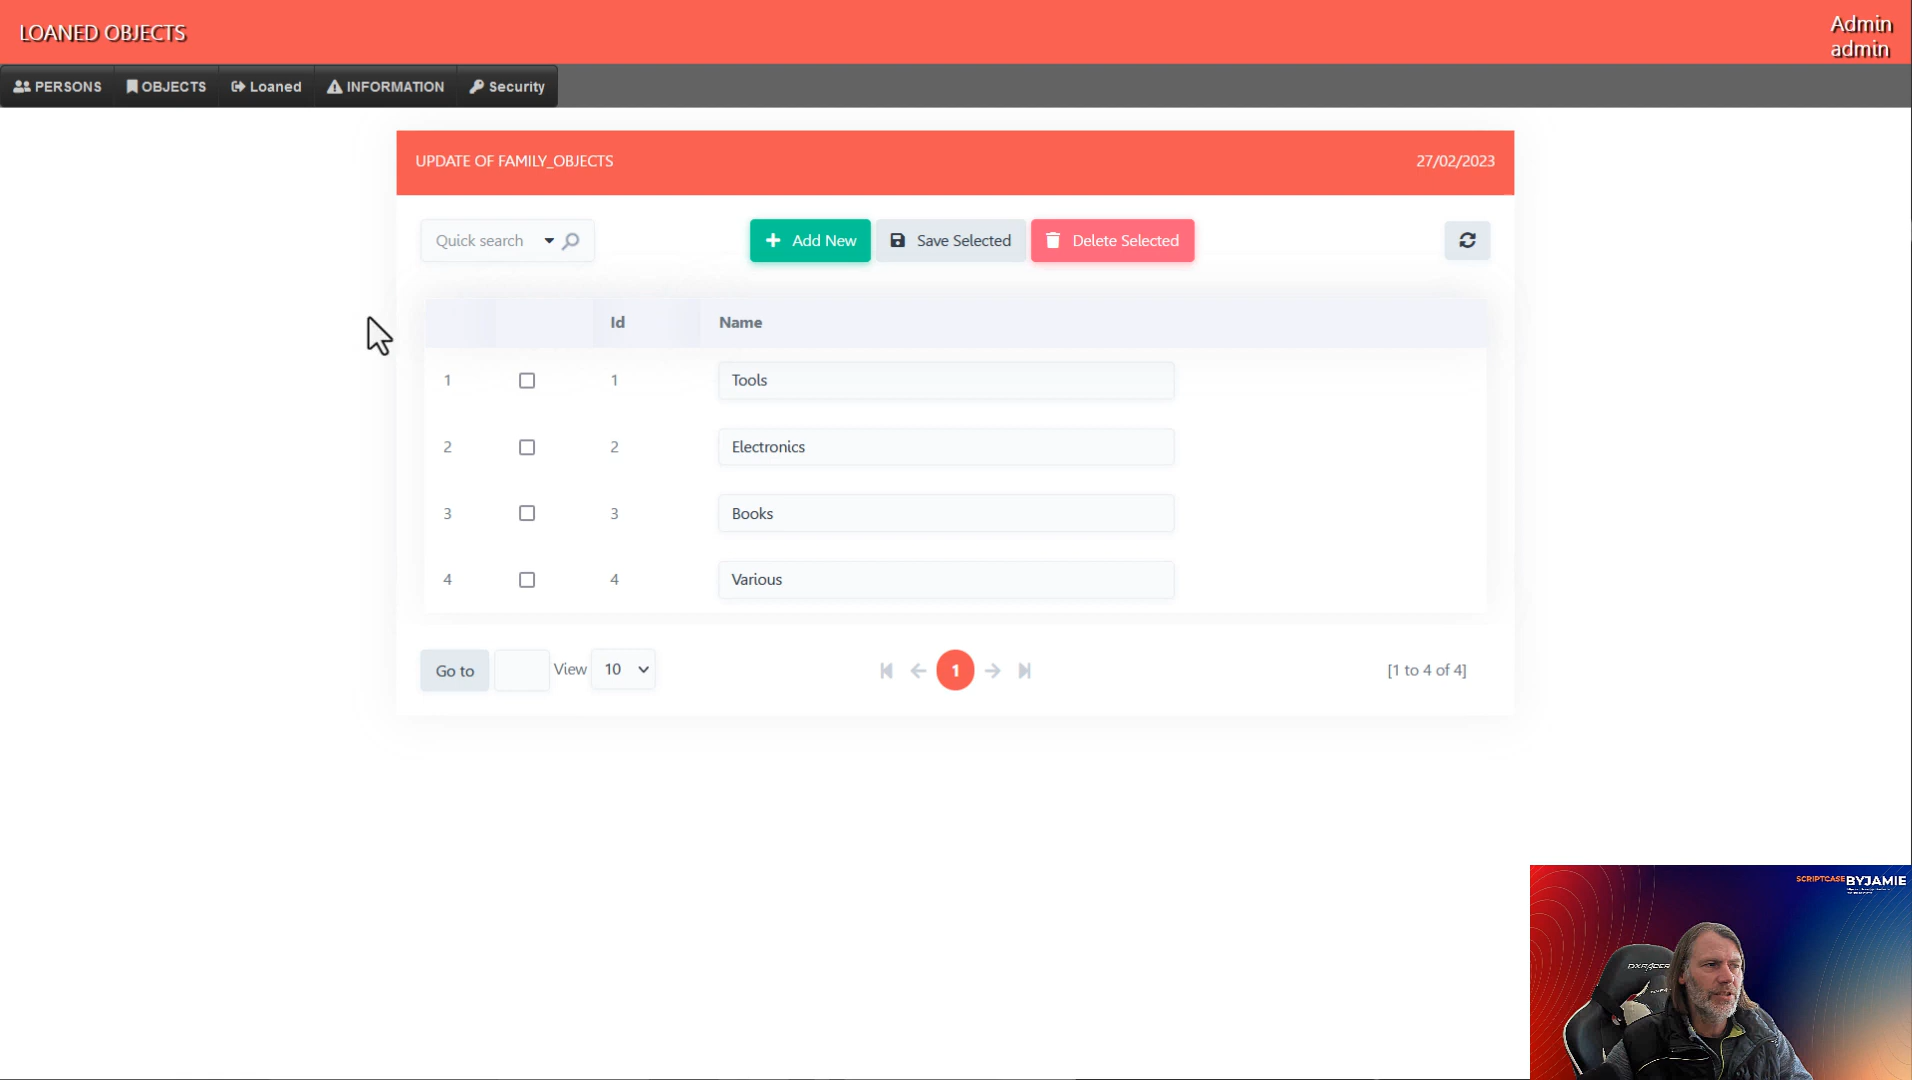 LOANED OBJECTS
Admin
admin
PERSONS OBJECTS Loaned INFORMATION Security
UPDATE OF FAMILY_OBJECTS 27/02/2023
Quick search Add New Save Selected Delete Selected
Id Name
1 1 Tools
2 2 Electronics
3 3 Books
4 4 Various
Go to View 10 1 [1 to 4 of 4]
SCRIPTCASE BYJAMIE
DXRACER